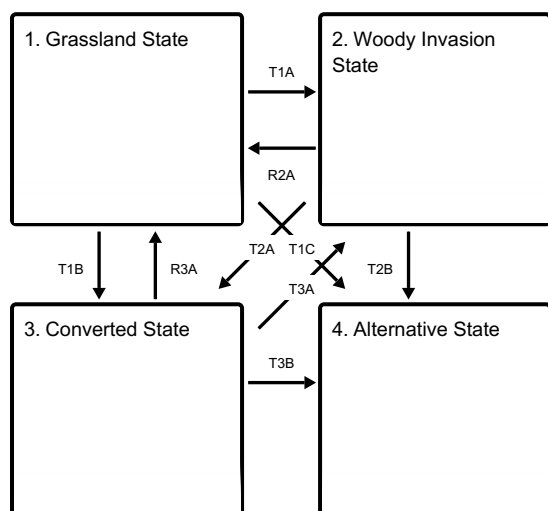 1. Grassland State
2. Woody Invasion
State
T1A
R2A
T2A
T1C
T1B
R3A
T2B
T3A
3. Converted State
4. Alternative State
T3B